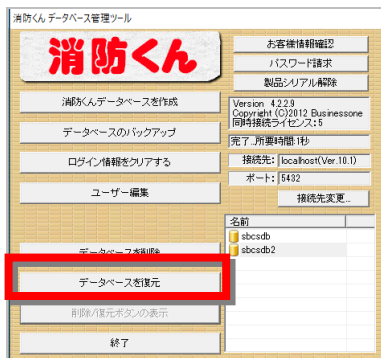 消防くん データベース管理ツール
消防くん
お客様情報確認
パスワード請求
製品シリアル解除
消防くんデータベースを作成
データベースのバックアップ
ログイン情報をクリアする
ユーザー編集
Version 4.2.2.9
Copyright (C)2012 Businessone
同時接続ライセンス:5
完了...所要時間:1秒
接続先: localhost(Ver.10.1)
ポート: 5432
接続先変更...
名前
sbcsdb
sbcsdb2
データベースを削除
データベースを復元
削除/復元ボタンの表示
終了